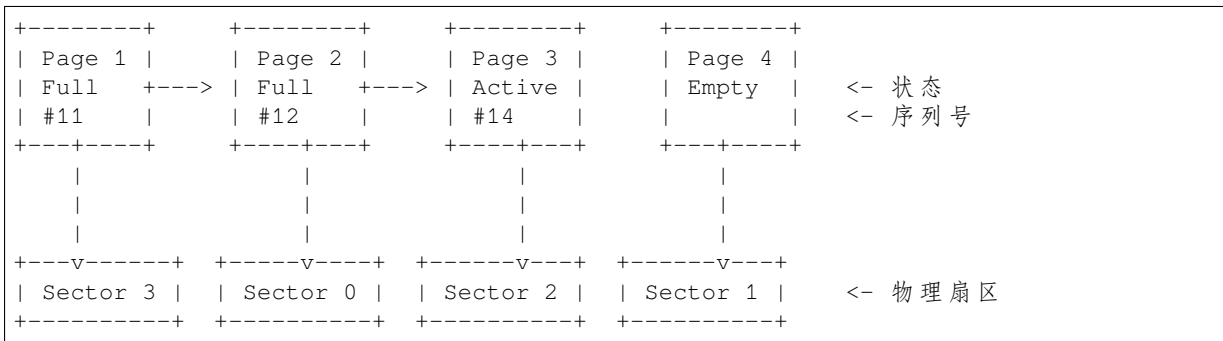 +--------+     +--------+     +--------+     +--------+
| Page 1 |     | Page 2 |     | Page 3 |     | Page 4 |
| Full   +---> | Full   +---> | Active |     | Empty  |   <- 状态
| #11    |     | #12    |     | #14    |     |        |   <- 序列号
+---+----+     +----+---+     +----+---+     +---+----+
    |               |              |             |
    |               |              |             |
    |               |              |             |
+---v------+  +-----v----+  +------v---+  +------v---+
| Sector 3 |  | Sector 0 |  | Sector 2 |  | Sector 1 |    <- 物理扇区
+----------+  +----------+  +----------+  +----------+